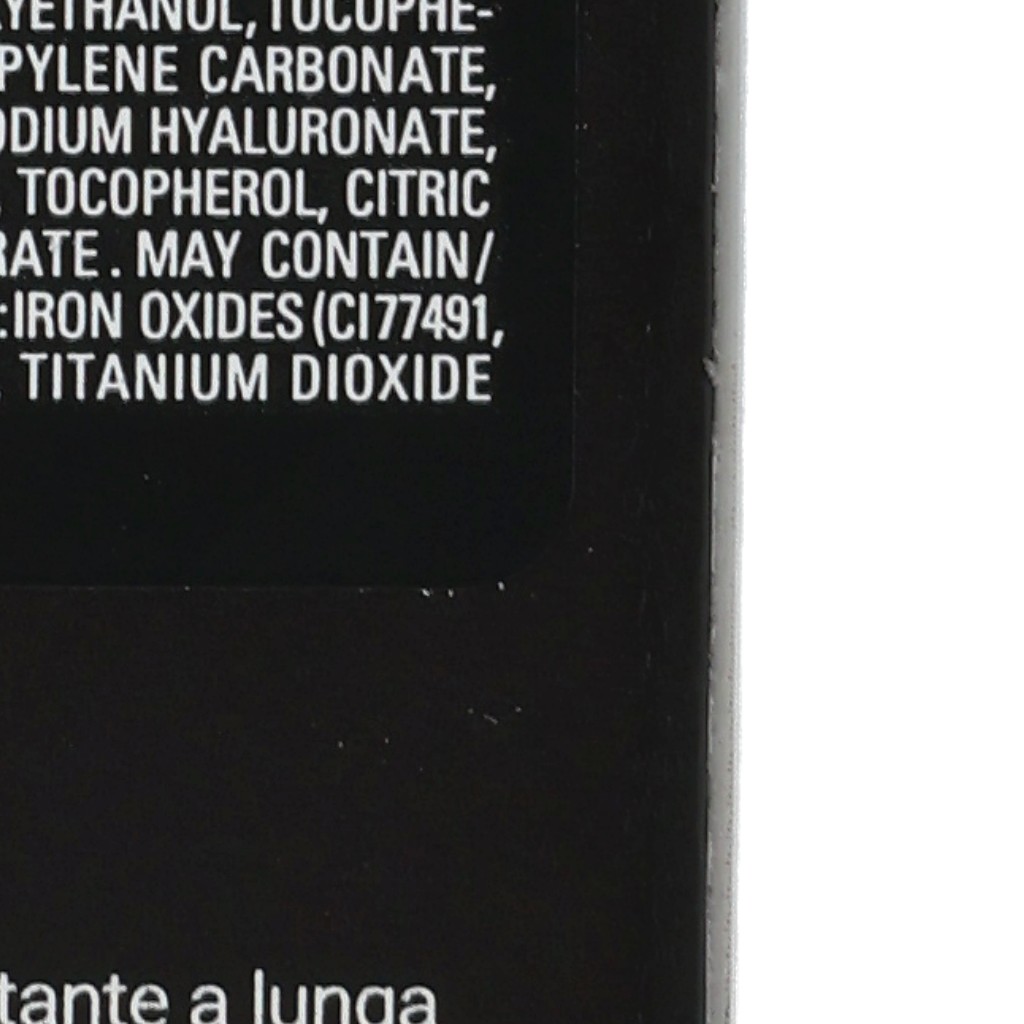 YETHANOL, TOCOPHE-
PYLENE CARBONATE,
ODIUM HYALURONATE,
TOCOPHEROL, CITRIC
RATE. MAY CONTAIN/
:IRON OXIDES (CI 77491,
TITANIUM DIOXIDE
tante a lunga